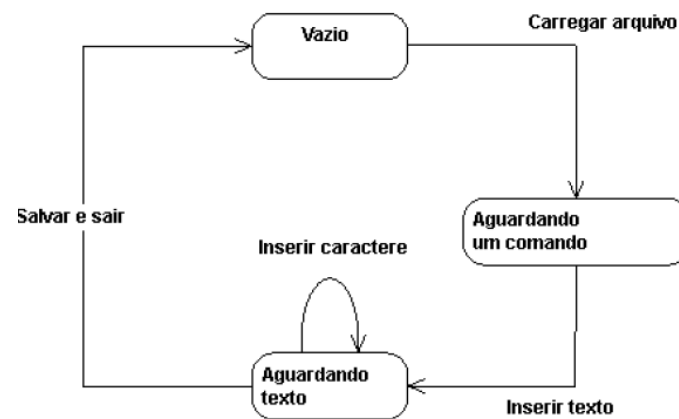 Vazio
Carregar arquivo
Salvar e sair
Aguardando
um comando
Inserir caractere
Aguardando
texto
Inserir texto